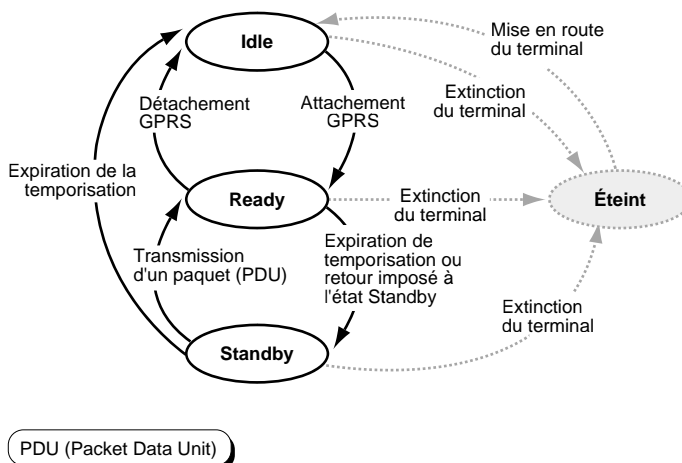 Idle
Mise en route
du terminal
Détachement
GPRS
Attachement
GPRS
Extinction
du terminal
Expiration de la
temporisation
Ready
Extinction
du terminal
Éteint
Transmission
d'un paquet (PDU)
Expiration de
temporisation ou
retour imposé à
l'état Standby
Extinction
du terminal
Standby
PDU (Packet Data Unit)